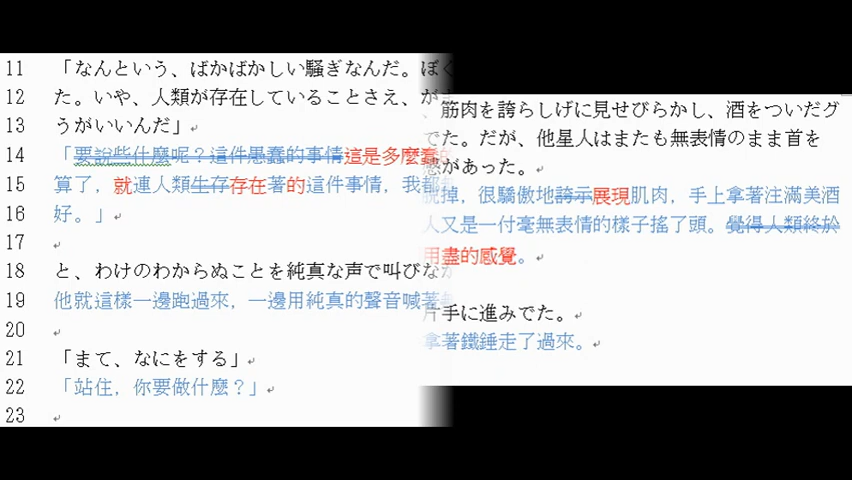 11 「なんという、ばかばかしい騒ぎなんだ。ぼく
12 た。いや、人類が存在していることさえ、が
13 うがいいんだ」
14 「要說些什麼呢？這件愚蠢的事情這是多麼蠢的
15 算了，就連人類生存存在著的這件事情，我都
16 好。」
17
18 と、わけのわからぬことを純真な声で叫びなが
19 他就這樣一邊跑過來，一邊用純真的聲音喊著
20
21 「まて、なにをする」
22 「站住，你要做什麼？」
23
、筋肉を誇らしげに見せびらかし、酒をついだグ
でた。だが、他星人はまたも無表情のまま首を
感があった。
脫掉，很驕傲地誇示展現肌肉，手上拿著注滿美酒
人又是一付毫無表情的樣子搖了頭。覺得人類終於
用盡的感覺。
片手に進みでた。
拿著鐵錘走了過來。